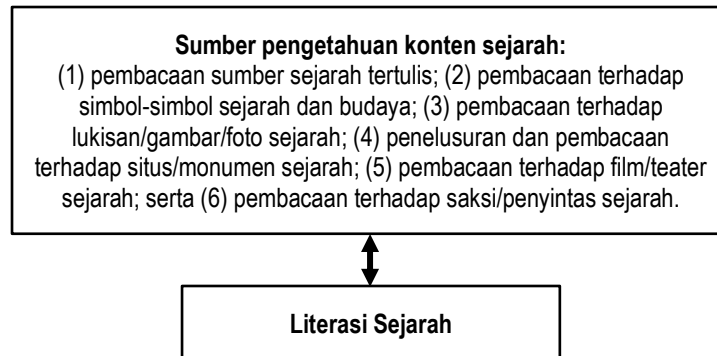 Sumber pengetahuan konten sejarah:
(1) pembacaan sumber sejarah tertulis; (2) pembacaan terhadap
simbol-simbol sejarah dan budaya; (3) pembacaan terhadap
lukisan/gambar/foto sejarah; (4) penelusuran dan pembacaan
terhadap situs/monumen sejarah; (5) pembacaan terhadap film/teater
sejarah; serta (6) pembacaan terhadap saksi/penyintas sejarah.
Literasi Sejarah